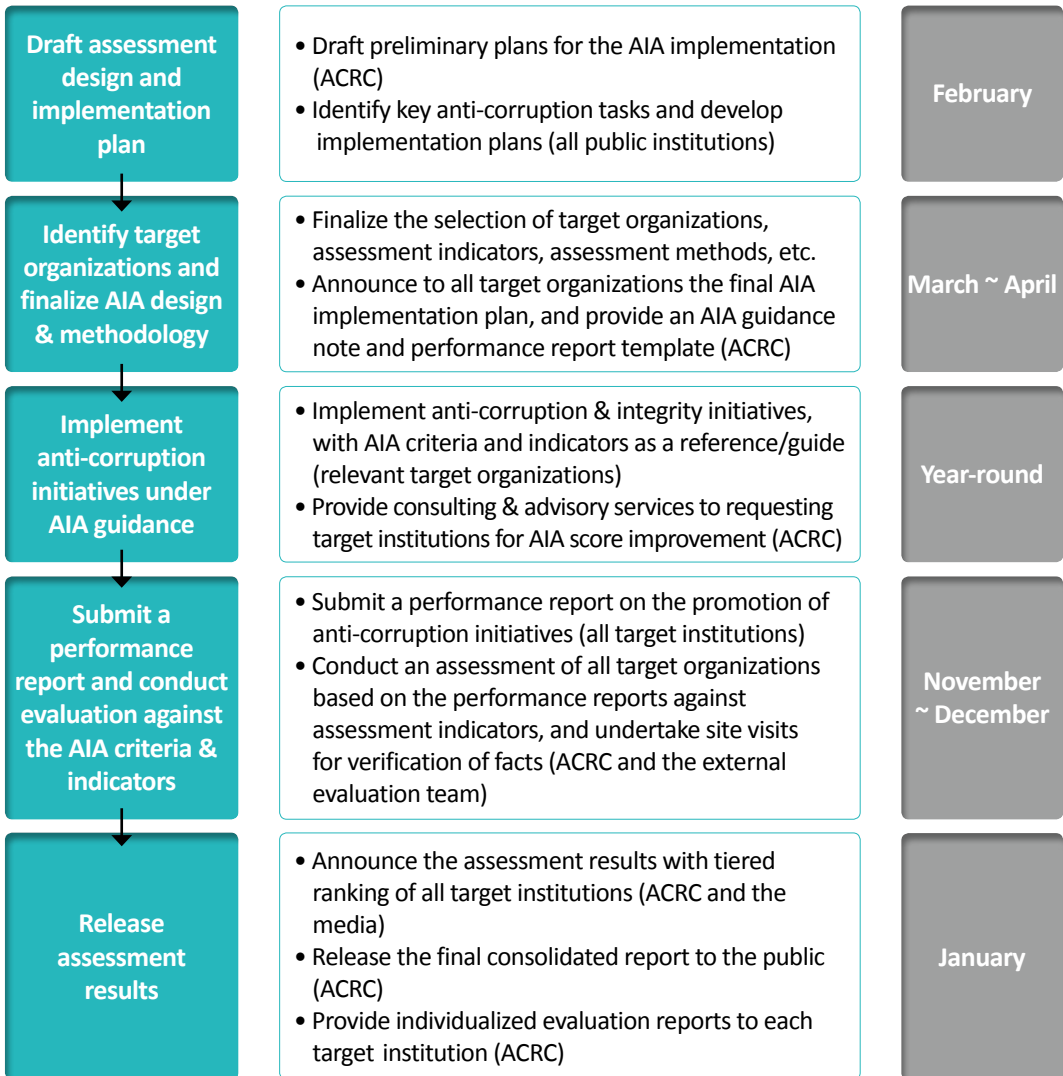 Draft assessment
design and
implementation
plan
• Draft preliminary plans for the AIA implementation
(ACRC)
• Identify key anti-corruption tasks and develop
implementation plans (all public institutions)
February
Identify target
organizations and
finalize AIA design
& methodology
• Finalize the selection of target organizations,
assessment indicators, assessment methods, etc.
• Announce to all target organizations the final AIA
implementation plan, and provide an AIA guidance
note and performance report template (ACRC)
March ~ April
Implement
anti-corruption
initiatives under
AIA guidance
• Implement anti-corruption & integrity initiatives,
with AIA criteria and indicators as a reference/guide
(relevant target organizations)
• Provide consulting & advisory services to requesting
target institutions for AIA score improvement (ACRC)
Year-round
Submit a
performance
report and conduct
evaluation against
the AIA criteria &
indicators
• Submit a performance report on the promotion of
anti-corruption initiatives (all target institutions)
• Conduct an assessment of all target organizations
based on the performance reports against
assessment indicators, and undertake site visits
for verification of facts (ACRC and the external
evaluation team)
November
~ December
Release
assessment
results
• Announce the assessment results with tiered
ranking of all target institutions (ACRC and the
media)
• Release the final consolidated report to the public
(ACRC)
• Provide individualized evaluation reports to each
target institution (ACRC)
January